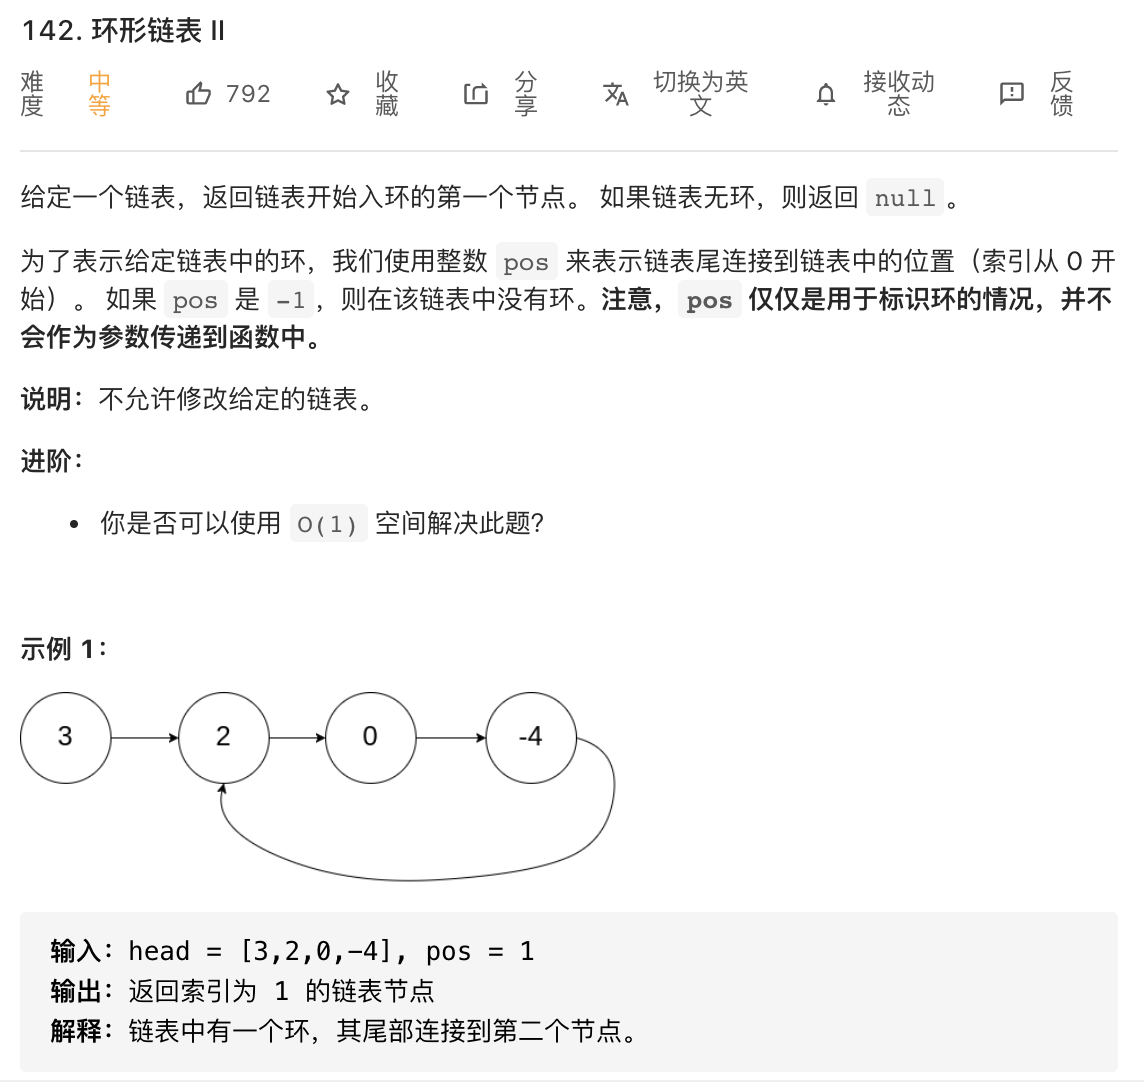 142. 环形链表 II
难度 中等 792 收藏 分享 切换为英文 接收动态 反馈
给定一个链表，返回链表开始入环的第一个节点。 如果链表无环，则返回 null。
为了表示给定链表中的环，我们使用整数 pos 来表示链表尾连接到链表中的位置（索引从 0 开
始）。 如果 pos 是 -1，则在该链表中没有环。注意，pos 仅仅是用于标识环的情况，并不
会作为参数传递到函数中。
说明：不允许修改给定的链表。
进阶：
• 你是否可以使用 O(1) 空间解决此题？
示例 1：
3 2 0 -4
输入：head = [3,2,0,-4], pos = 1
输出：返回索引为 1 的链表节点
解释：链表中有一个环，其尾部连接到第二个节点。